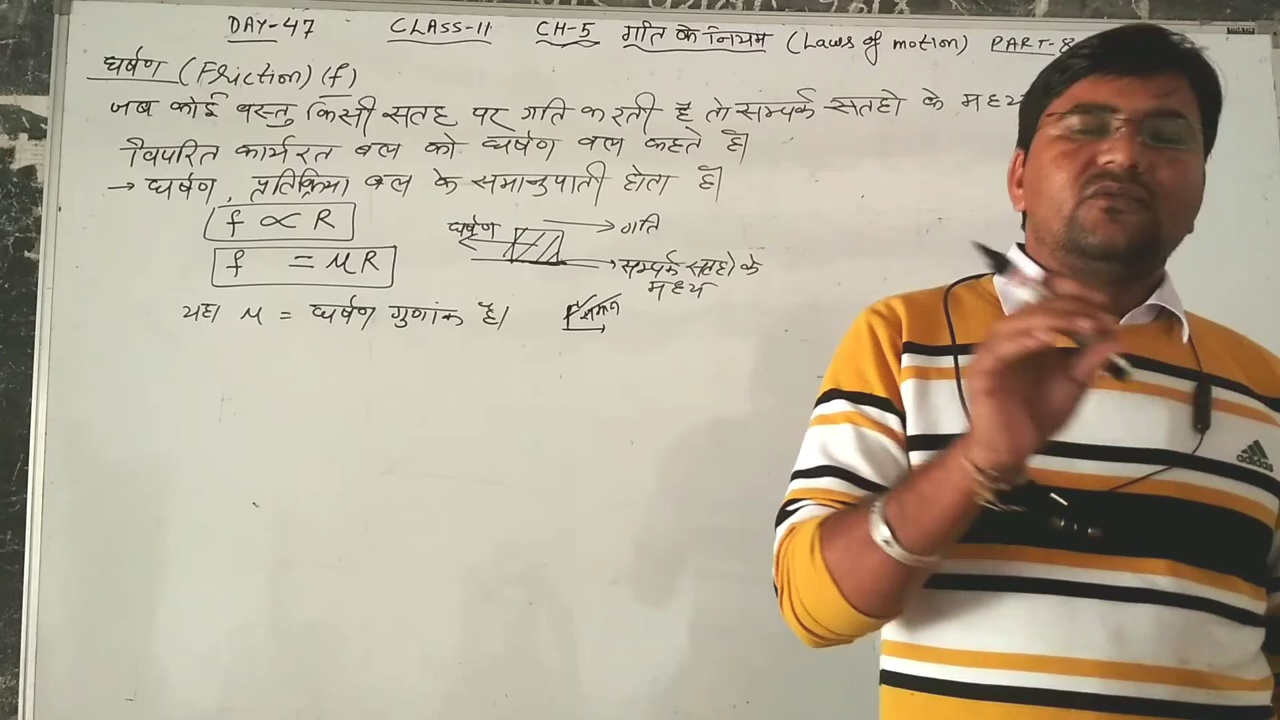 DAY-47 CLASS-11 CH-5 गति के नियम (Laws of motion) PART-8
घर्षण (Friction) (f)
जब कोई वस्तु किसी सतह पर गति करती है तो सम्पर्क सतहो के मध्य
विपरित कार्यरत बल को घर्षण बल कहते है।
→ घर्षण, प्रतिक्रिया बल के समानुपाती होता है।
f ∝ R
घर्षण → गति
f = μR
→ सम्पर्क सतहो के
मध्य
यहा μ = घर्षण गुणांक है।
adidas